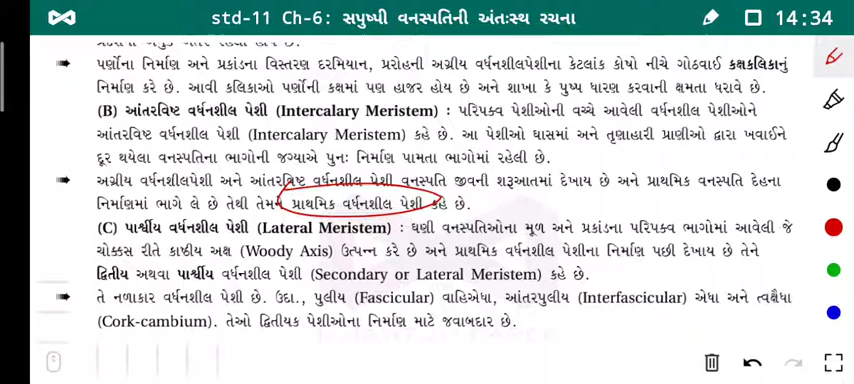 std-11 Ch-6: સપુષ્પી વનસ્પતિની અંતઃસ્થ રચના
14:34
પર્ણોના નિર્માણ અને પ્રકાંડના વિસ્તરણ દરમિયાન, પ્રરોહની અગ્રીય વર્ધનશીલપેશીના કેટલાંક કોષો નીચે ગોઠવાઈ કક્ષકલિકાનું
નિર્માણ કરે છે. આવી કલિકાઓ પર્ણોની કક્ષમાં પણ હાજર હોય છે અને શાખા કે પુષ્પ ધારણ કરવાની ક્ષમતા ધરાવે છે.
(B) આંતરવિષ્ટ વર્ધનશીલ પેશી (Intercalary Meristem) : પરિપક્વ પેશીઓની વચ્ચે આવેલી વર્ધનશીલ પેશીઓને
આંતરવિષ્ટ વર્ધનશીલ પેશી (Intercalary Meristem) કહે છે. આ પેશીઓ ઘાસમાં અને તૃણાહારી પ્રાણીઓ દ્વારા ખવાઈને
દૂર થયેલા વનસ્પતિના ભાગોની જગ્યાએ પુનઃ નિર્માણ પામતા ભાગોમાં રહેલી છે.
અગ્રીય વર્ધનશીલ પેશી અને આંતરવિષ્ટ વર્ધનશીલ પેશી વનસ્પતિ જીવની શરૂઆતમાં દેખાય છે અને પ્રાથમિક વનસ્પતિ દેહના
નિર્માણમાં ભાગે લે છે તેથી તેમને પ્રાથમિક વર્ધનશીલ પેશી કહે છે.
(C) પાર્શ્વીય વર્ધનશીલ પેશી (Lateral Meristem) : ઘણી વનસ્પતિઓના મૂળ અને પ્રકાંડના પરિપક્વ ભાગોમાં આવેલી જે
ચોક્કસ રીતે કાષ્ઠીય અક્ષ (Woody Axis) ઉત્પન્ન કરે છે અને પ્રાથમિક વર્ધનશીલ પેશીના નિર્માણ પછી દેખાય છે તેને
દ્વિતીય અથવા પાર્શ્વીય વર્ધનશીલ પેશી (Secondary or Lateral Meristem) કહે છે.
તે નળાકાર વર્ધનશીલ પેશી છે. ઉદા., પુલીય (Fascicular) વાહિએધા, આંતરપુલીય (Interfascicular) એધા અને ત્વક્ષૈધા
(Cork-cambium). તેઓ દ્વિતીયક પેશીઓના નિર્માણ માટે જવાબદાર છે.